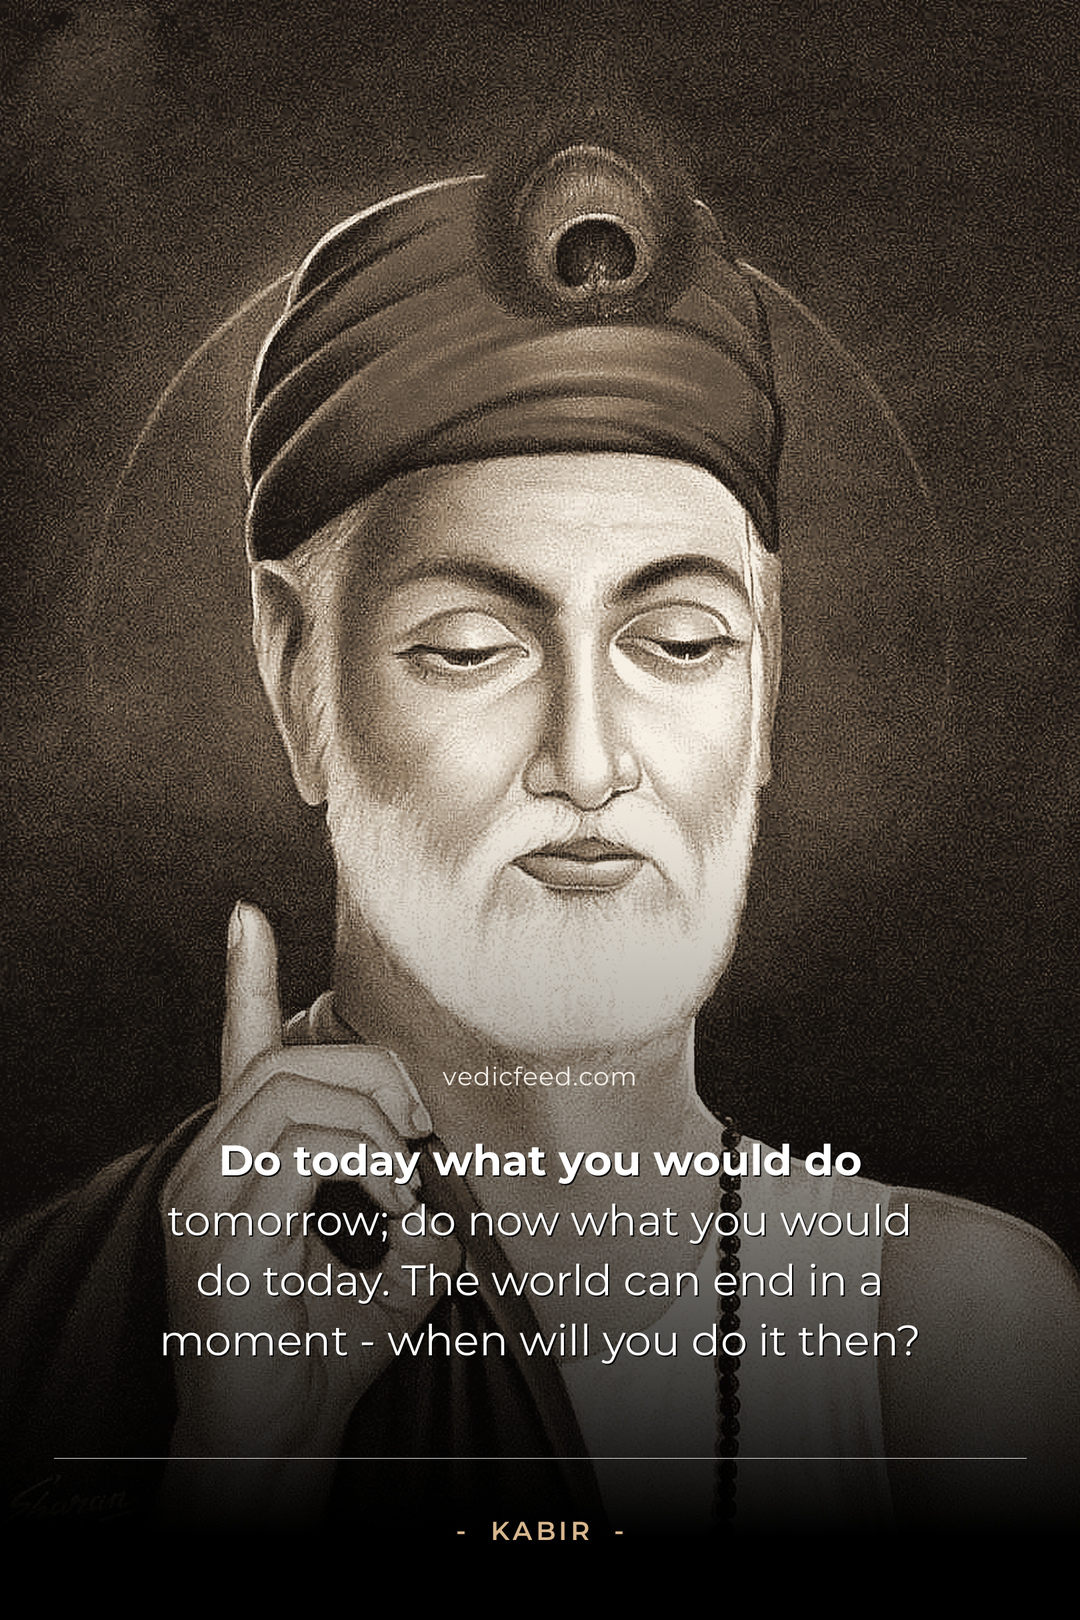 vedicfeed.com
Do today what you would do
tomorrow; do now what you would
do today. The world can end in a
moment - when will you do it then?
Sharan
- KABIR -